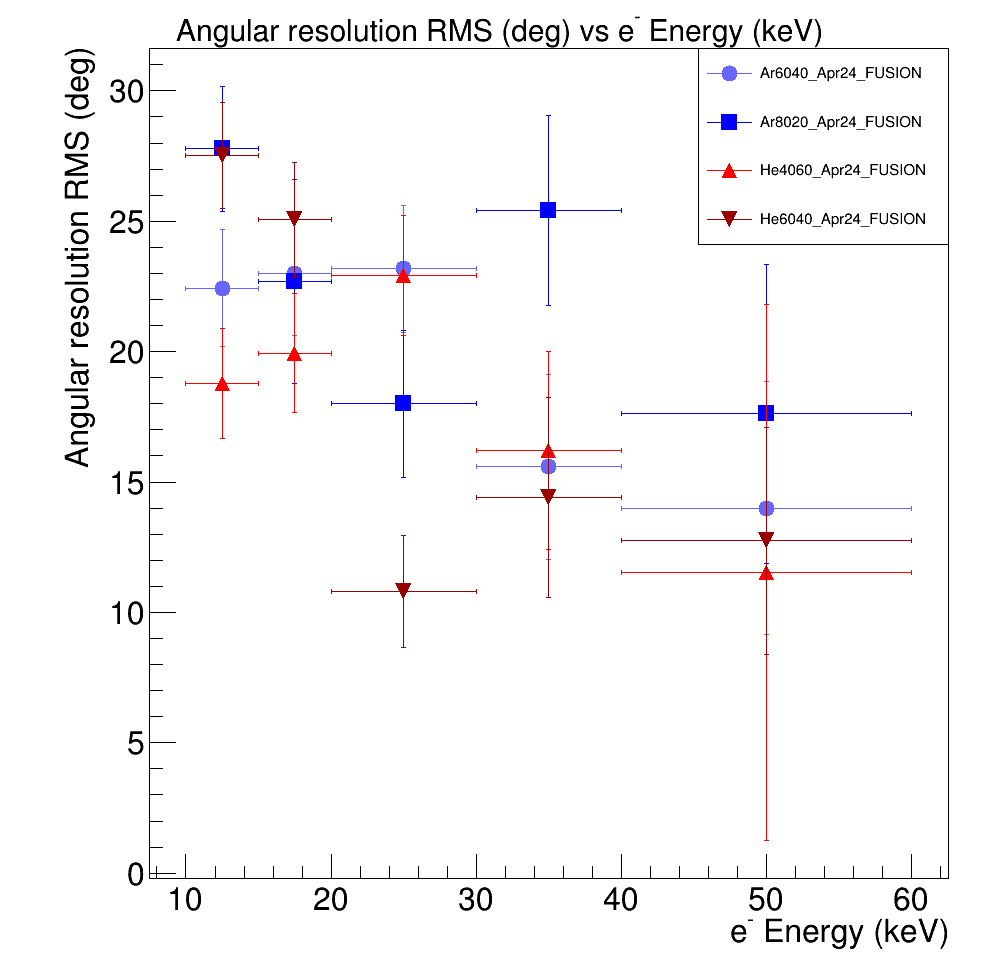 Angular resolution RMS (deg) vs e⁻ Energy (keV)
Ar6040_Apr24_FUSION
Ar8020_Apr24_FUSION
He4060_Apr24_FUSION
He6040_Apr24_FUSION
Angular resolution RMS (deg)
30
25
20
15
10
5
0
10 20 30 40 50 60
e⁻ Energy (keV)